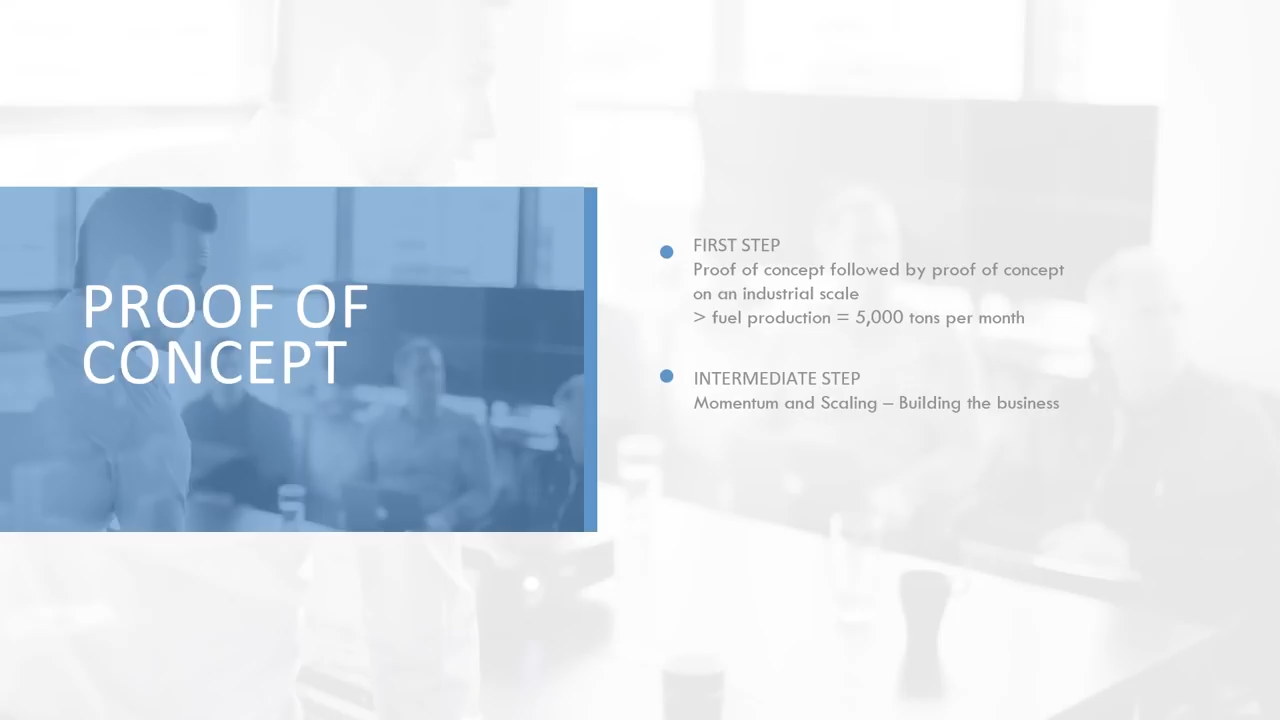 PROOF OF
CONCEPT
FIRST STEP
Proof of concept followed by proof of concept
on an industrial scale
> fuel production = 5,000 tons per month
INTERMEDIATE STEP
Momentum and Scaling – Building the business